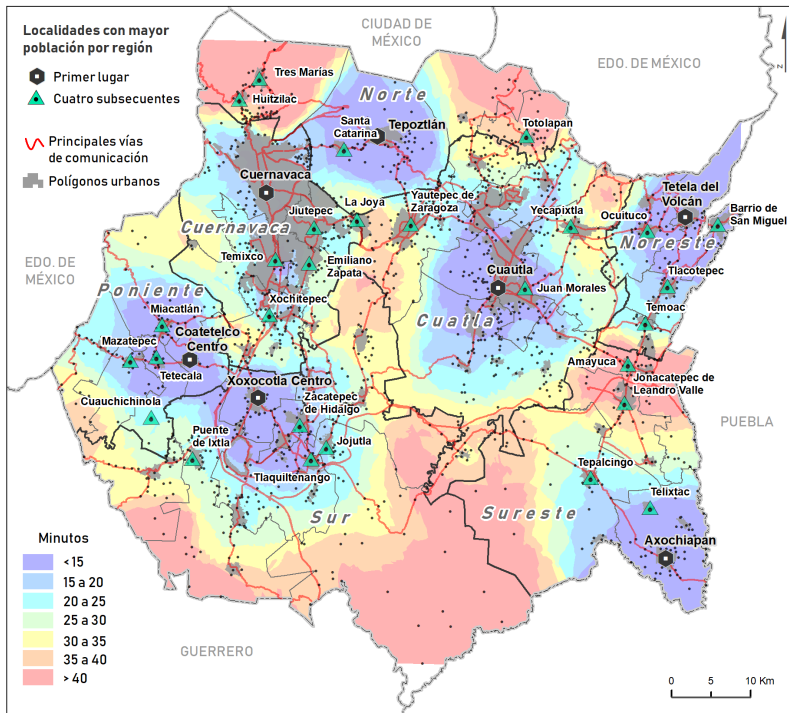 Localidades con mayor
población por región
Primer lugar
Cuatro subsecuentes
Principales vías
de comunicación
Polígonos urbanos
CIUDAD DE
MÉXICO
EDO. DE MÉXICO
N
Tres Marías
Huitzilac
Norte
Santa
Catarina
Tepoztlán
Totolapan
Cuernavaca
Tetela del
Volcán
Jiutepec
La Joya
Yautepec de
Zaragoza
Yecapixtla
Ocuituco
Barrio de
San Miguel
Cuernavaca
Noreste
EDO. DE
MÉXICO
Temixco
Emiliano
Zapata
Cuautla
Juan Morales
Tlacotepec
Poniente
Xochitepec
Temoac
Miacatlán
Cuatla
Coatetelco
Centro
Mazatepec
Tetecala
Amayuca
Jonacatepec de
Leandro Valle
Xoxocotla Centro
Cuauchichinola
Zacatepec
de Hidalgo
PUEBLA
Puente
de Ixtla
Jojutla
Tlaquiltenango
Tepalcingo
Telixtac
Sur
Sureste
Axochiapan
Minutos
<15
15 a 20
20 a 25
25 a 30
30 a 35
35 a 40
> 40
GUERRERO
0 5 10 Km